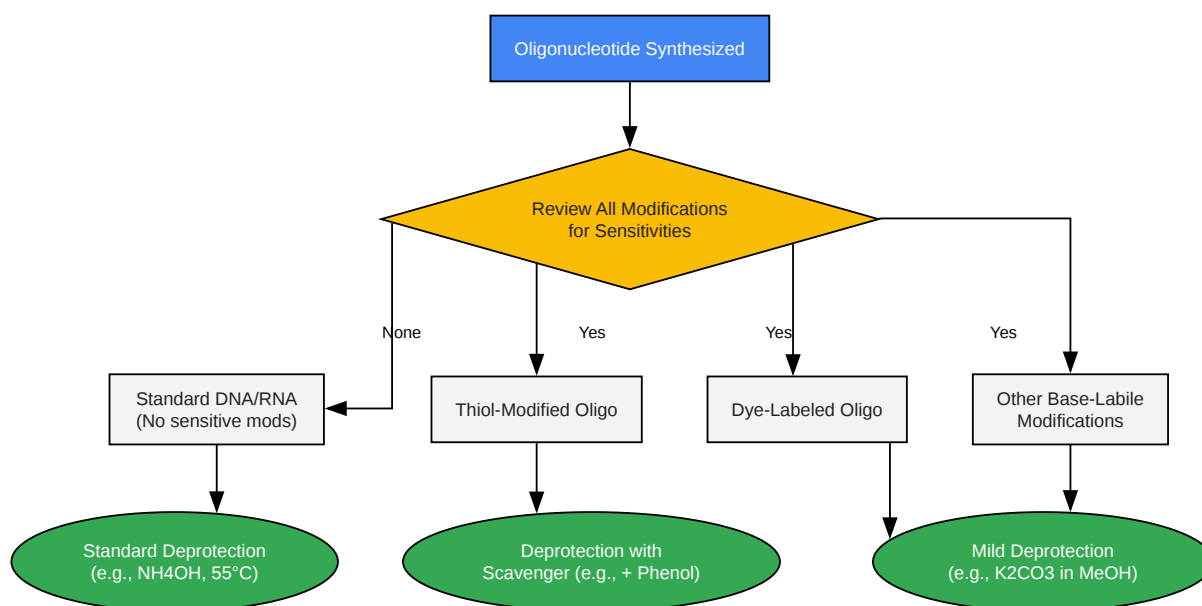 Oligonucleotide Synthesized
Review All Modifications
for Sensitivities
None
Yes
Yes
Yes
Standard DNA/RNA
(No sensitive mods)
Thiol-Modified Oligo
Dye-Labeled Oligo
Other Base-Labile
Modifications
Standard Deprotection
(e.g., NH4OH, 55°C)
Deprotection with
Scavenger (e.g., + Phenol)
Mild Deprotection
(e.g., K2CO3 in MeOH)